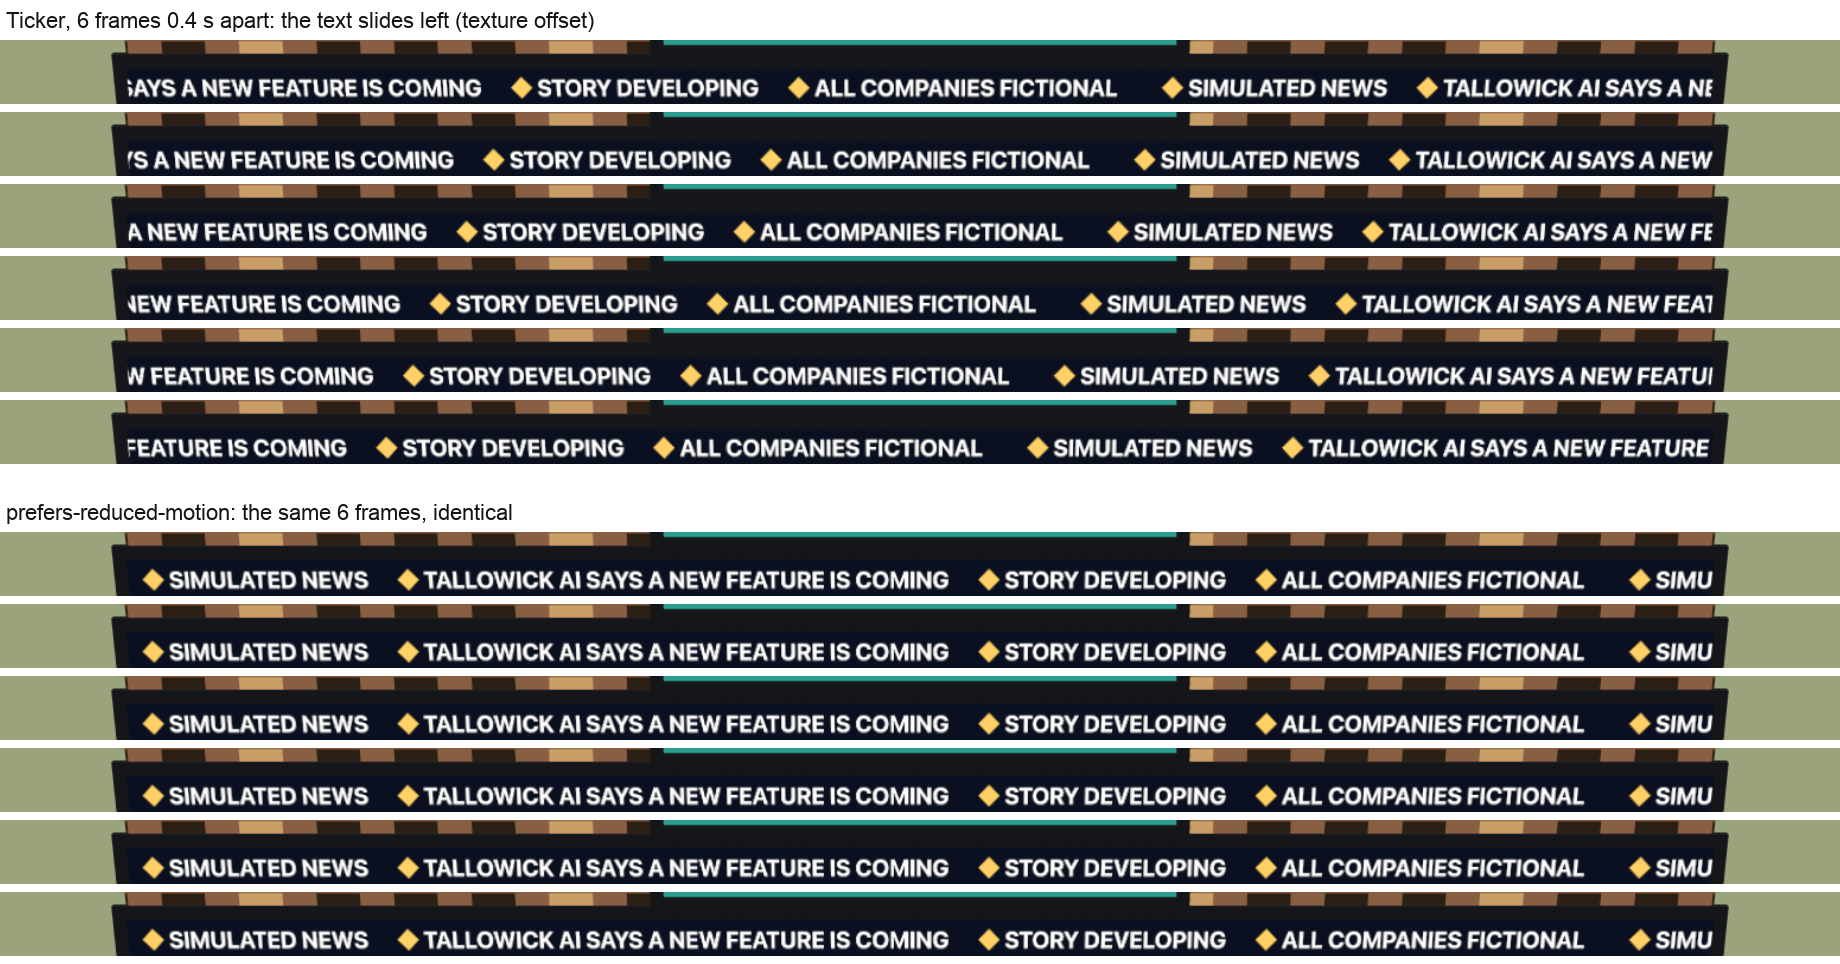 Ticker, 6 frames 0.4 s apart: the text slides left (texture offset)
SAYS A NEW FEATURE IS COMING ◆ STORY DEVELOPING ◆ ALL COMPANIES FICTIONAL ◆ SIMULATED NEWS ◆ TALLOWICK AI SAYS A NE
YS A NEW FEATURE IS COMING ◆ STORY DEVELOPING ◆ ALL COMPANIES FICTIONAL ◆ SIMULATED NEWS ◆ TALLOWICK AI SAYS A NEW
A NEW FEATURE IS COMING ◆ STORY DEVELOPING ◆ ALL COMPANIES FICTIONAL ◆ SIMULATED NEWS ◆ TALLOWICK AI SAYS A NEW FE
NEW FEATURE IS COMING ◆ STORY DEVELOPING ◆ ALL COMPANIES FICTIONAL ◆ SIMULATED NEWS ◆ TALLOWICK AI SAYS A NEW FEAT
W FEATURE IS COMING ◆ STORY DEVELOPING ◆ ALL COMPANIES FICTIONAL ◆ SIMULATED NEWS ◆ TALLOWICK AI SAYS A NEW FEATU
FEATURE IS COMING ◆ STORY DEVELOPING ◆ ALL COMPANIES FICTIONAL ◆ SIMULATED NEWS ◆ TALLOWICK AI SAYS A NEW FEATURE
prefers-reduced-motion: the same 6 frames, identical
◆ SIMULATED NEWS ◆ TALLOWICK AI SAYS A NEW FEATURE IS COMING ◆ STORY DEVELOPING ◆ ALL COMPANIES FICTIONAL ◆ SIMU
◆ SIMULATED NEWS ◆ TALLOWICK AI SAYS A NEW FEATURE IS COMING ◆ STORY DEVELOPING ◆ ALL COMPANIES FICTIONAL ◆ SIMU
◆ SIMULATED NEWS ◆ TALLOWICK AI SAYS A NEW FEATURE IS COMING ◆ STORY DEVELOPING ◆ ALL COMPANIES FICTIONAL ◆ SIMU
◆ SIMULATED NEWS ◆ TALLOWICK AI SAYS A NEW FEATURE IS COMING ◆ STORY DEVELOPING ◆ ALL COMPANIES FICTIONAL ◆ SIMU
◆ SIMULATED NEWS ◆ TALLOWICK AI SAYS A NEW FEATURE IS COMING ◆ STORY DEVELOPING ◆ ALL COMPANIES FICTIONAL ◆ SIMU
◆ SIMULATED NEWS ◆ TALLOWICK AI SAYS A NEW FEATURE IS COMING ◆ STORY DEVELOPING ◆ ALL COMPANIES FICTIONAL ◆ SIMU